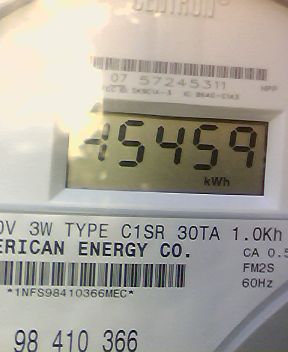 CENTRON®
07 57245311
45459
kWh
V 3W TYPE C1SR 30TA 1.0Kh
ERICAN ENERGY CO.
CA 0.5
FM2S
60Hz
*1NFS98410366MEC*
98 410 366